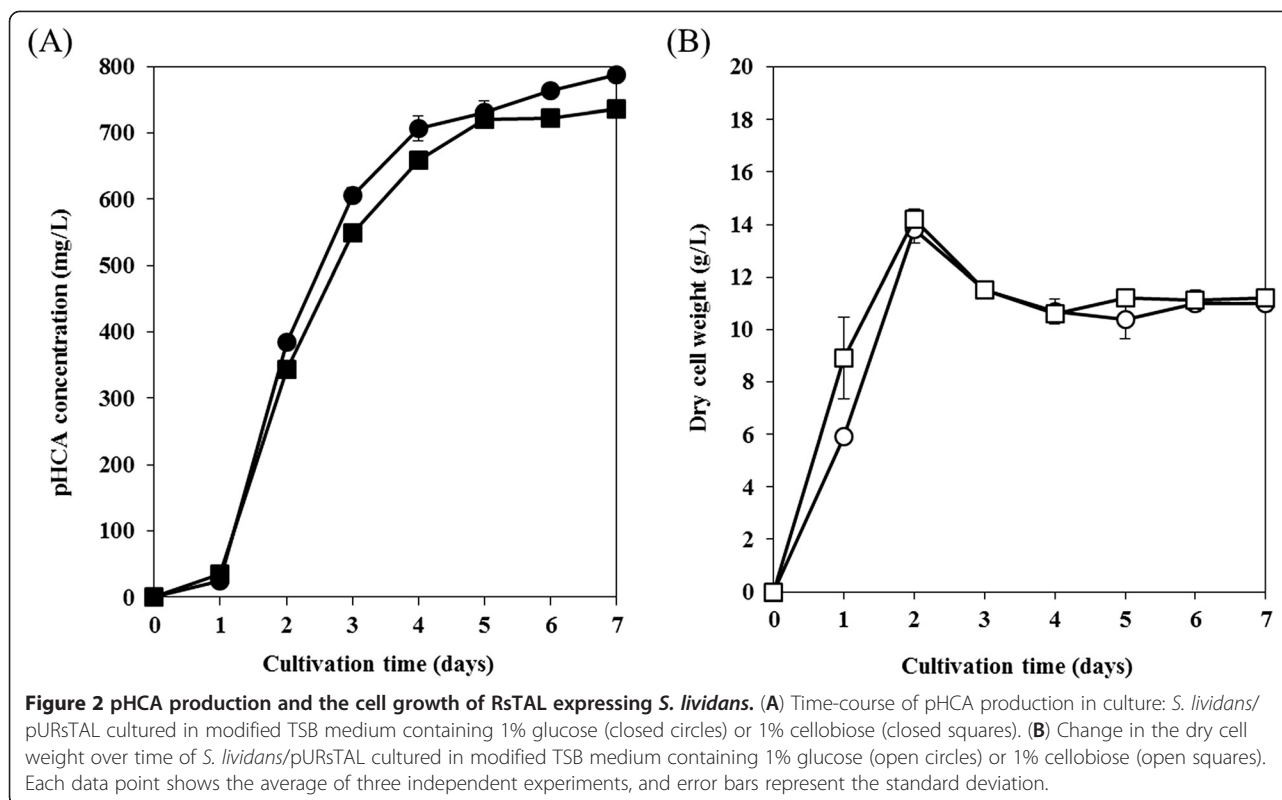 (A)
800
700
600
500
400
300
200
100
0
pHCA concentration (mg/L)
0 1 2 3 4 5 6 7
Cultivation time (days)
(B)
20
18
16
14
12
10
8
6
4
2
0
Dry cell weight (g/L)
0 1 2 3 4 5 6 7
Cultivation time (days)
Figure 2 pHCA production and the cell growth of RsTAL expressing S. lividans. (A) Time-course of pHCA production in culture: S. lividans/
pURsTAL cultured in modified TSB medium containing 1% glucose (closed circles) or 1% cellobiose (closed squares). (B) Change in the dry cell
weight over time of S. lividans/pURsTAL cultured in modified TSB medium containing 1% glucose (open circles) or 1% cellobiose (open squares).
Each data point shows the average of three independent experiments, and error bars represent the standard deviation.